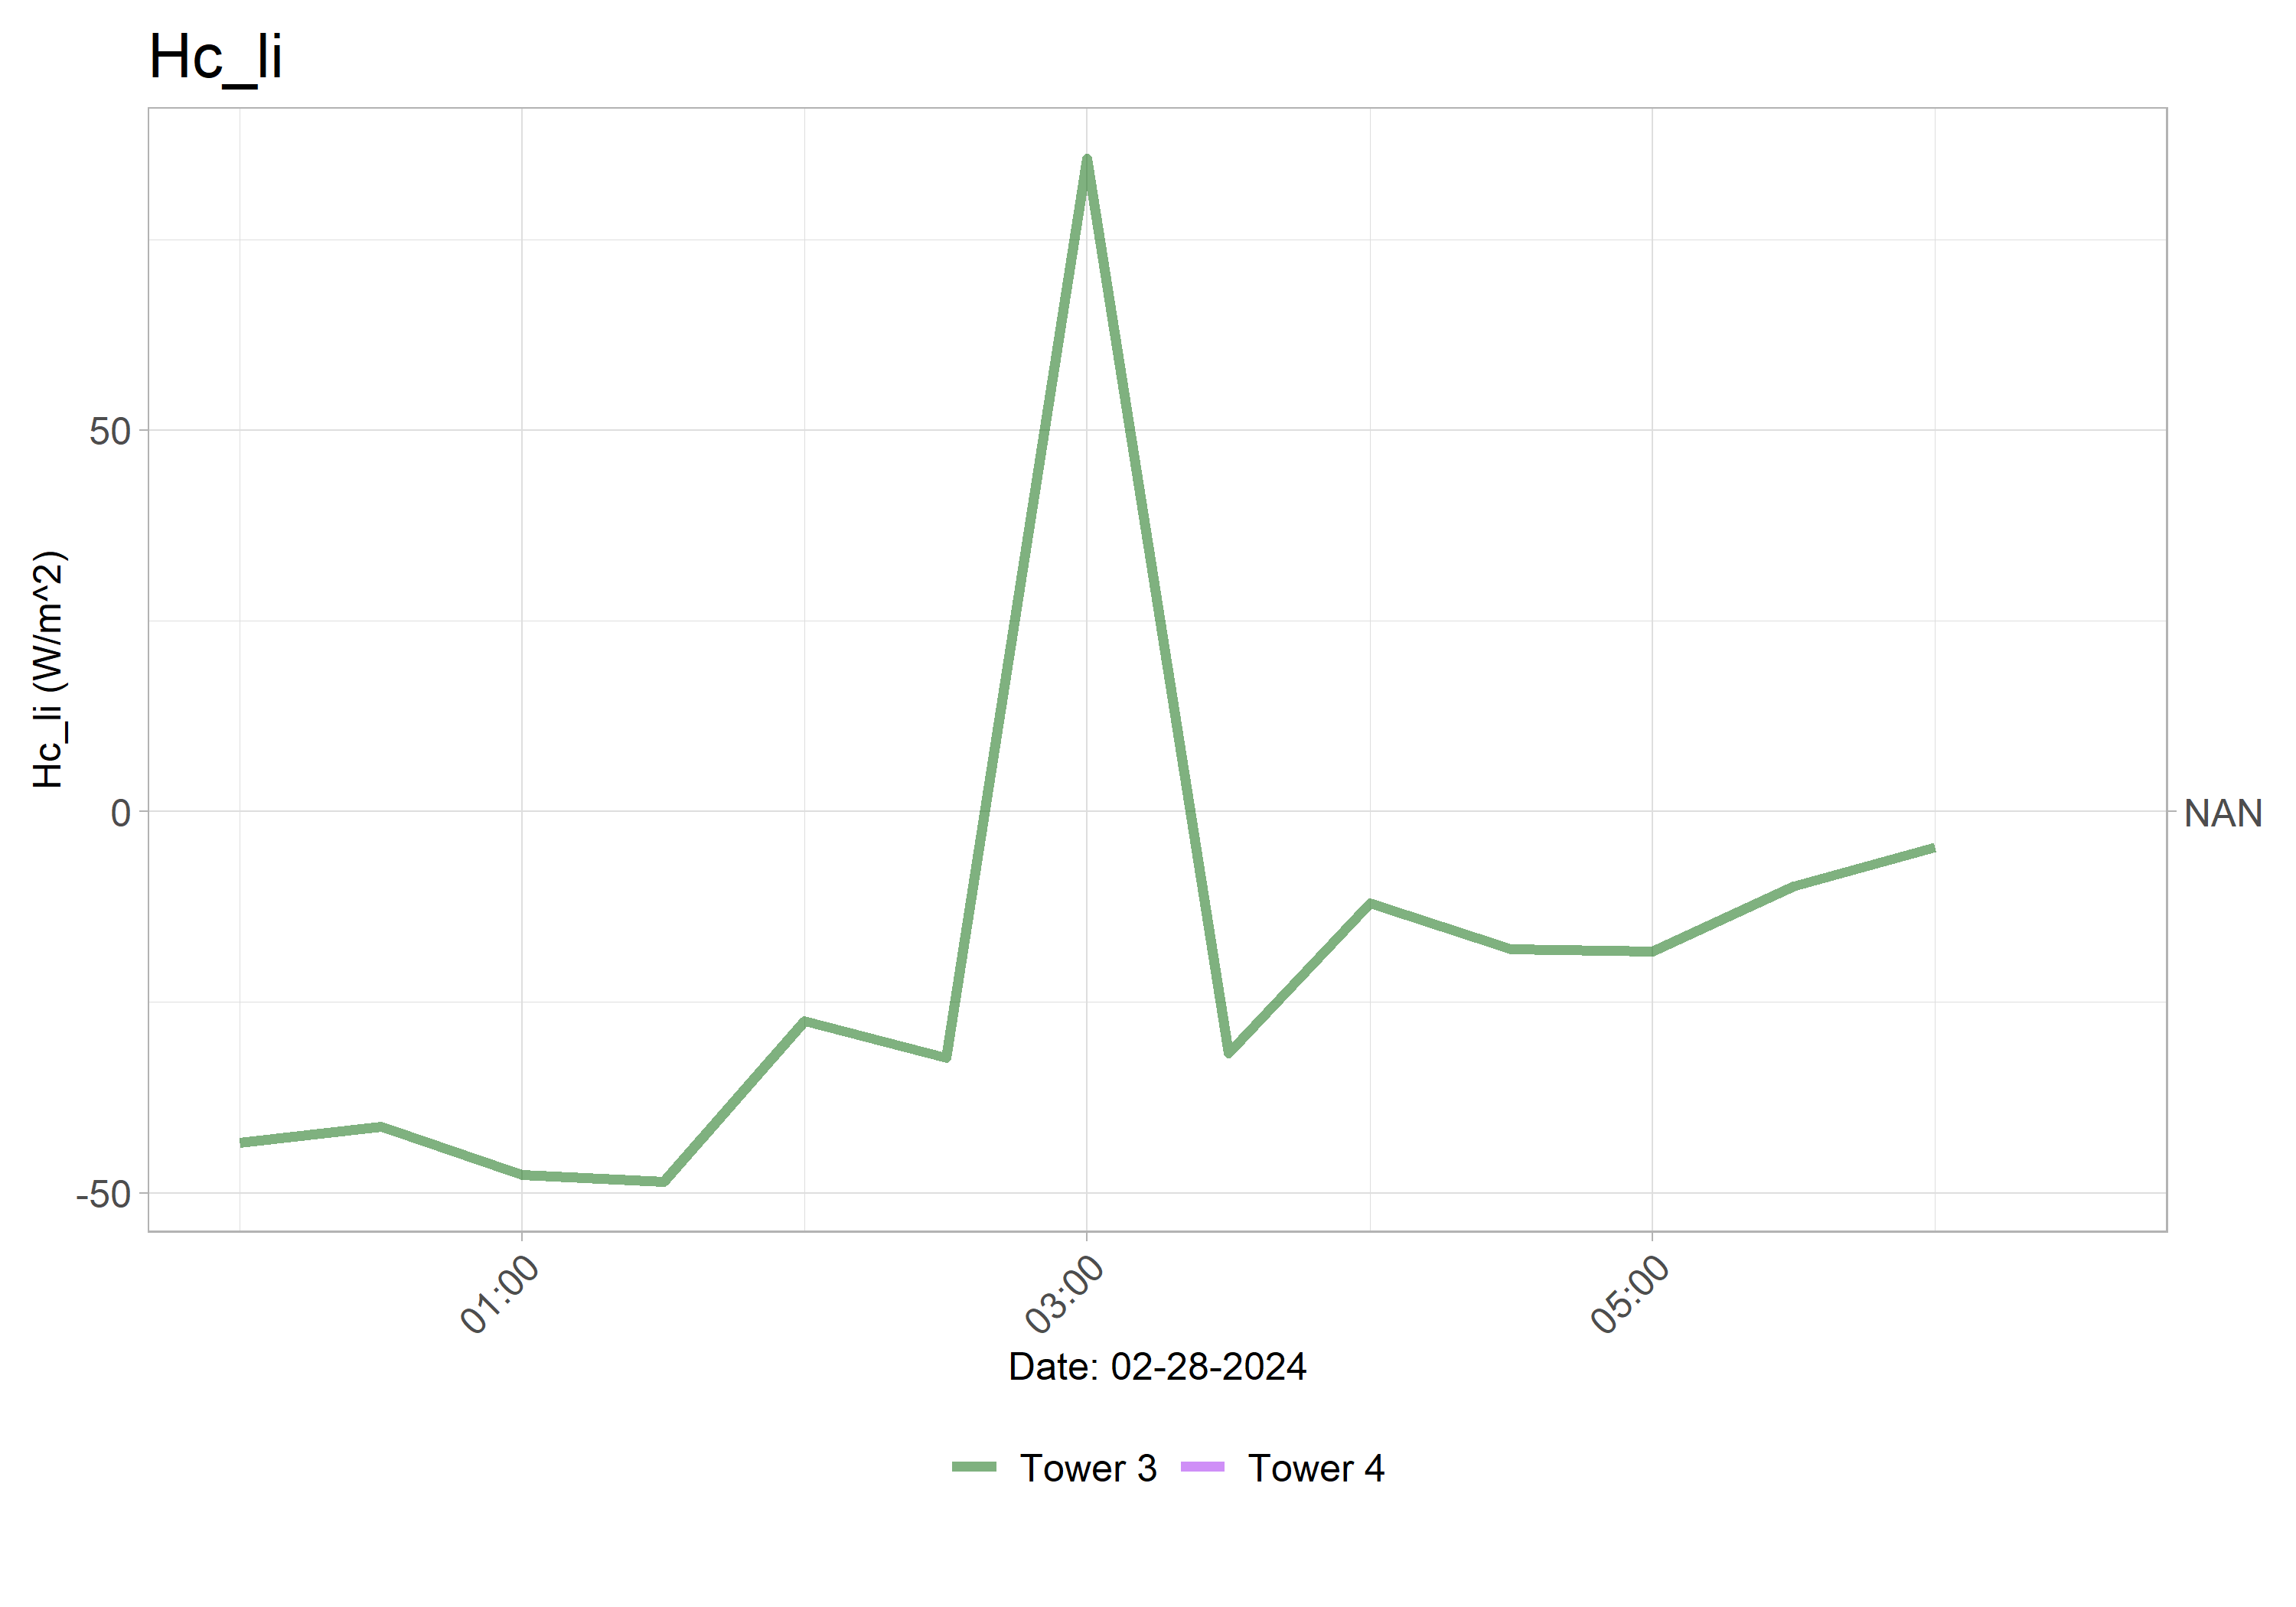 Hc_li
Hc_li (W/m^2)
50
0
-50
NAN
01:00
03:00
05:00
Date: 02-28-2024
Tower 3
Tower 4